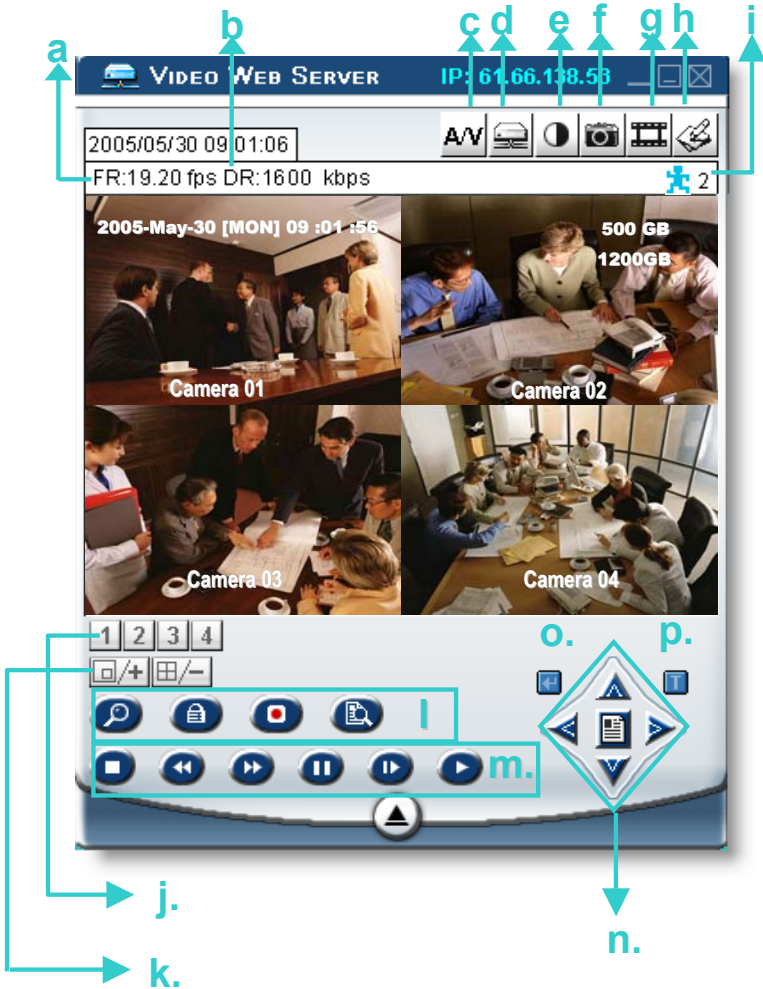 a b c d e f g h i
VIDEO WEB SERVER IP: 61.66.138.53
A/V
2005/05/30 09:01:06
FR:19.20 fps DR:1600 kbps 2
2005-May-30 [MON] 09 :01 :56 500 GB
1200GB
Camera 01 Camera 02
Camera 03 Camera 04
1 2 3 4
o. p.
/+ /−
T
l
m.
j.
n.
k.